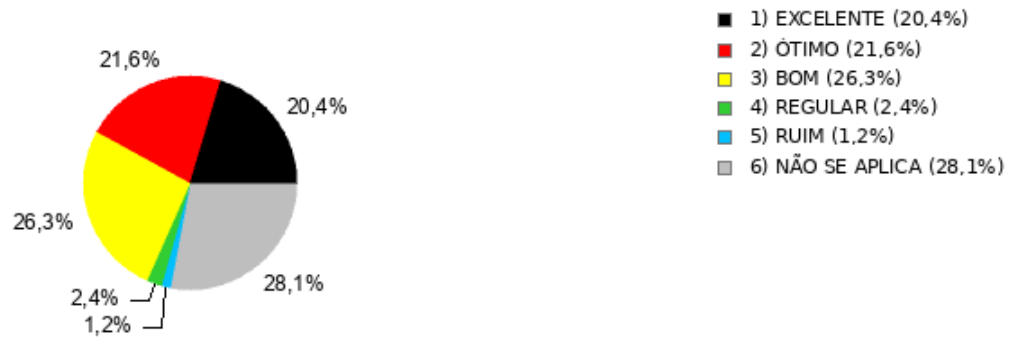 21,6%
20,4%
26,3%
2,4%
1,2%
28,1%
1) EXCELENTE (20,4%)
2) ÓTIMO (21,6%)
3) BOM (26,3%)
4) REGULAR (2,4%)
5) RUIM (1,2%)
6) NÃO SE APLICA (28,1%)